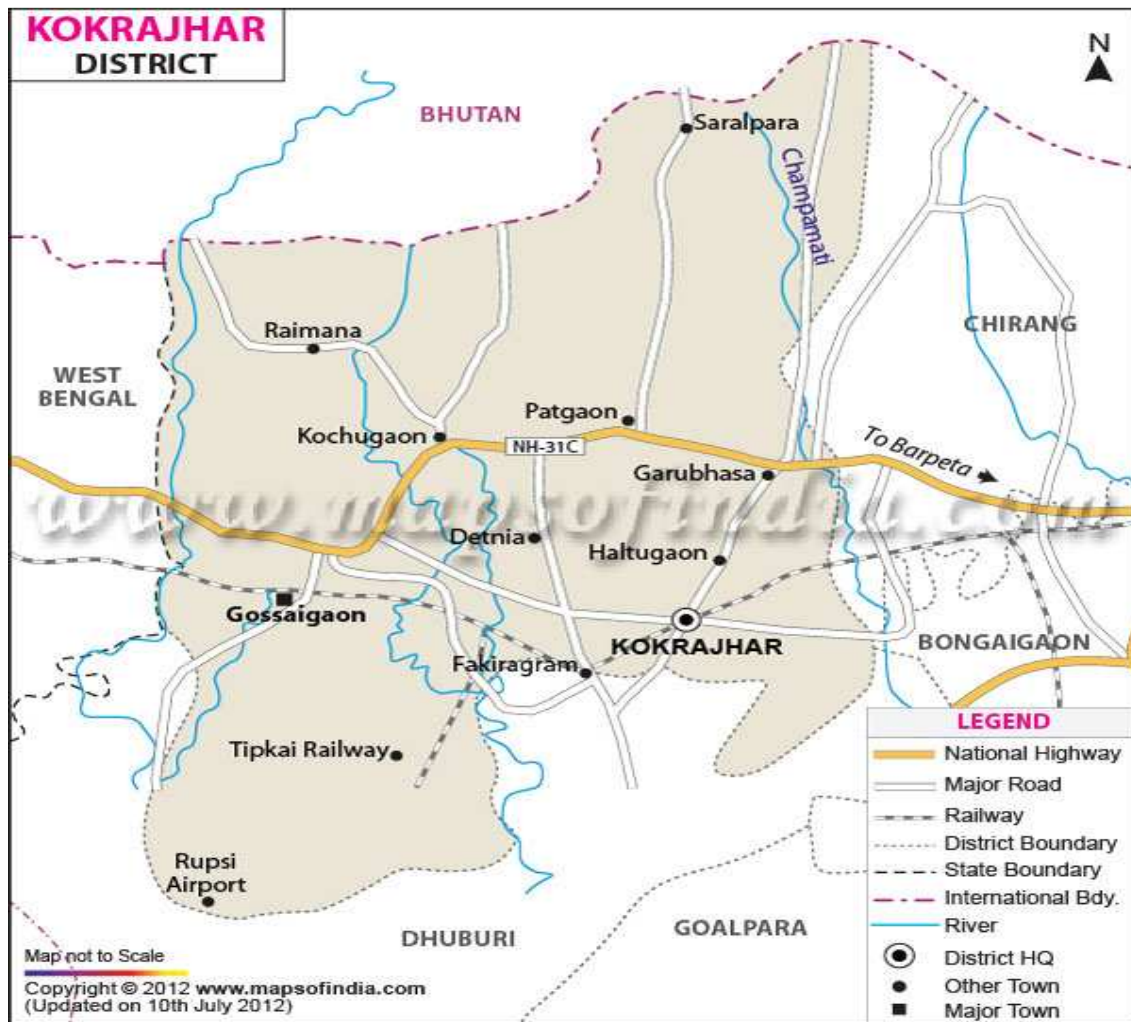 KOKRAJHAR
DISTRICT
N
BHUTAN
Saralpara
Champamati
Raimana
CHIRANG
WEST
BENGAL
Patgaon
Kochugaon
NH-31C
To Barpeta
Garubhasa
www.mapsofindia.com
Detnia
Haltugaon
Gossaigaon
KOKRAJHAR
BONGAIGAON
Fakiragram
Tipkai Railway
Rupsi
Airport
DHUBURI
GOALPARA
LEGEND
National Highway
Major Road
Railway
District Boundary
State Boundary
International Bdy.
River
District HQ
Other Town
Major Town
Map not to Scale
Copyright © 2012 www.mapsofindia.com
(Updated on 10th July 2012)